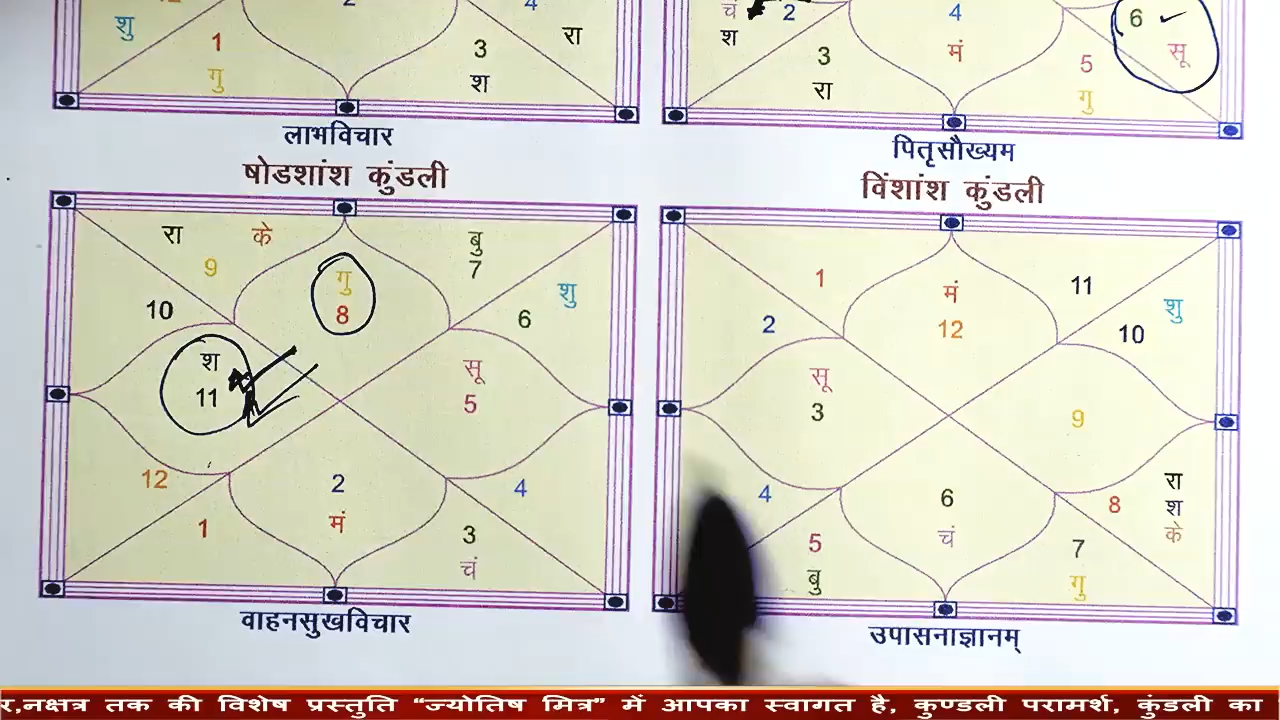 12 2 4
शु 1 3 रा
गु श
लाभविचार
चं 2 4 6
श 3 मं 5 सू
रा गु
पितृसौख्यम
षोडशांश कुंडली
रा के बु
9 गु 7 शु
10 8 6
श सू
11 5
12 2 4
1 मं 3
चं
वाहनसुखविचार
विंशांश कुंडली
1 मं 11 शु
2 12 10
सू
3 9
4 6 8 रा
श
5 चं 7 के
बु गु
उपासनाज्ञानम्
र,नक्षत्र तक की विशेष प्रस्तुति “ज्योतिष मित्र” में आपका स्वागत है, कुण्डली परामर्श, कुंडली का